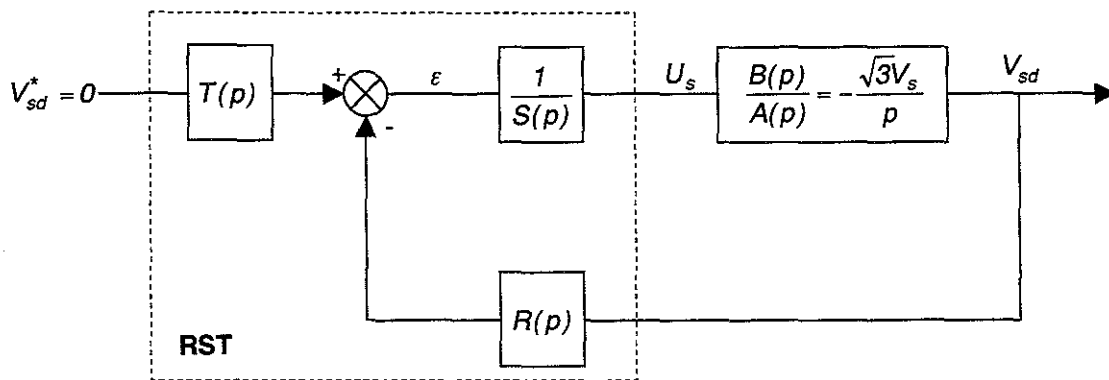 V*sd = 0
T(p)
+
-
ε
1
S(p)
Us
B(p)/A(p) = -√3Vs/p
Vsd
R(p)
RST